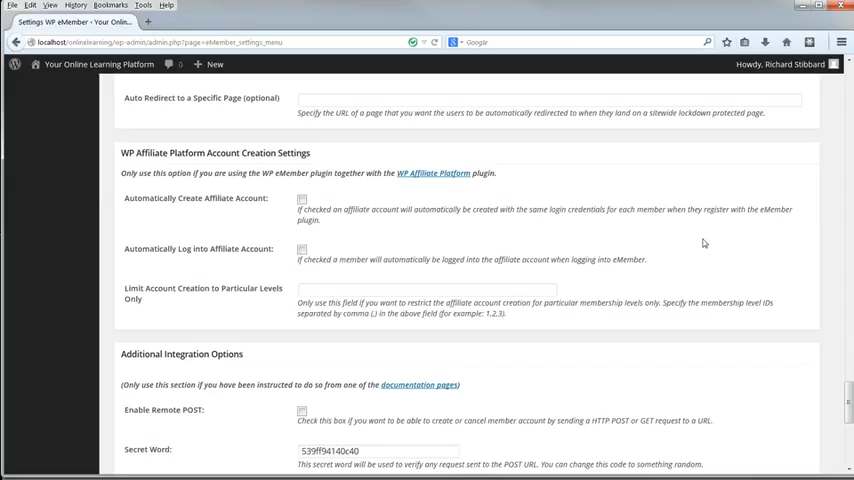 File Edit View History Bookmarks Tools Help
Settings WP eMember ‹ Your Onli...
localhost/onlinelearning/wp-admin/admin.php?page=eMember_settings_menu
Google
Your Online Learning Platform 0 New Howdy, Richard Stibbard
Auto Redirect to a Specific Page (optional)
Specify the URL of a page that you want the users to be automatically redirected to when they land on a sitewide lockdown protected page.
WP Affiliate Platform Account Creation Settings
Only use this option if you are using the WP eMember plugin together with the WP Affiliate Platform plugin.
Automatically Create Affiliate Account:
If checked an affiliate account will automatically be created with the same login credentials for each member when they register with the eMember
plugin.
Automatically Log into Affiliate Account:
If checked a member will automatically be logged into the affiliate account when logging into eMember.
Limit Account Creation to Particular Levels
Only
Only use this field if you want to restrict the affiliate account creation for particular membership levels only. Specify the membership level IDs
separated by comma (,) in the above field (for example: 1,2,3).
Additional Integration Options
(Only use this section if you have been instructed to do so from one of the documentation pages)
Enable Remote POST:
Check this box if you want to be able to create or cancel member account by sending a HTTP POST or GET request to a URL.
Secret Word:
539ff94140c40
This secret word will be used to verify any request sent to the POST URL. You can change this code to something random.